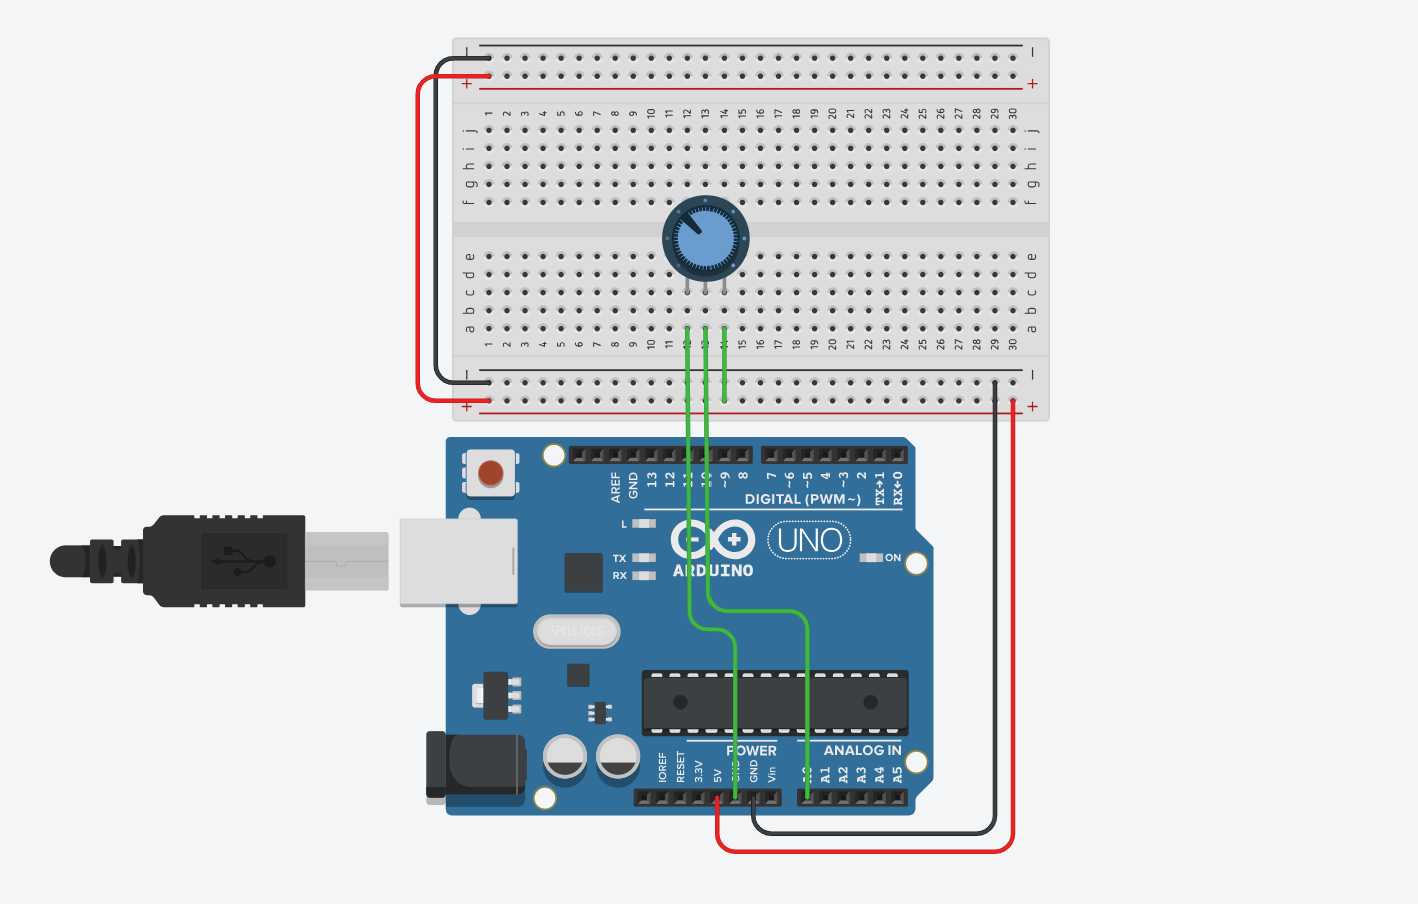 − −
+ +
1 2 3 4 5 6 7 8 9 10 11 12 13 14 15 16 17 18 19 20 21 22 23 24 25 26 27 28 29 30
j j
i i
h h
g g
f f
e e
d d
c c
b b
a a
1 2 3 4 5 6 7 8 9 10 11 15 16 17 18 19 20 21 22 23 24 25 26 27 28 29 30
− −
+ +
AREF GND 13 12 11 10 ~9 8 7 ~6 ~5 4 ~3 2 TX→1 RX←0
DIGITAL (PWM~)
L
UNO
TX
ON
RX
ARDUINO
SPK16.000G
POWER ANALOG IN
IOREF RESET 3.3V 5V GND GND Vin A0 A1 A2 A3 A4 A5